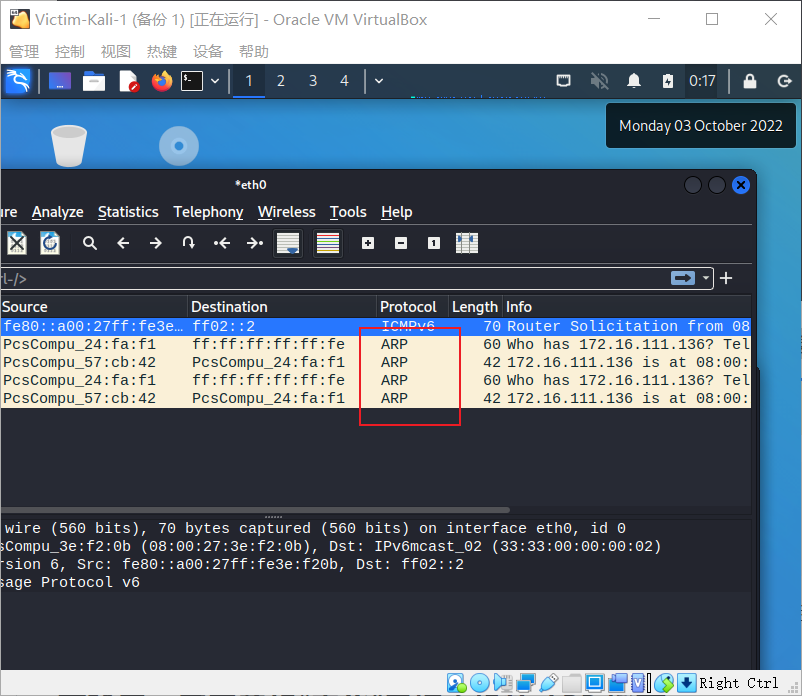 Victim-Kali-1 (备份 1) [正在运行] - Oracle VM VirtualBox
管理 控制 视图 热键 设备 帮助
1 2 3 4 0:17
Monday 03 October 2022
*eth0
ure Analyze Statistics Telephony Wireless Tools Help
rl-/>
Source Destination Protocol Length Info
fe80::a00:27ff:fe3e… ff02::2 ICMPv6 70 Router Solicitation from 08
PcsCompu_24:fa:f1 ff:ff:ff:ff:ff:fe ARP 60 Who has 172.16.111.136? Tel
PcsCompu_57:cb:42 PcsCompu_24:fa:f1 ARP 42 172.16.111.136 is at 08:00:
PcsCompu_24:fa:f1 ff:ff:ff:ff:ff:fe ARP 60 Who has 172.16.111.136? Tel
PcsCompu_57:cb:42 PcsCompu_24:fa:f1 ARP 42 172.16.111.136 is at 08:00:
wire (560 bits), 70 bytes captured (560 bits) on interface eth0, id 0
sCompu_3e:f2:0b (08:00:27:3e:f2:0b), Dst: IPv6mcast_02 (33:33:00:00:00:02)
rsion 6, Src: fe80::a00:27ff:fe3e:f20b, Dst: ff02::2
sage Protocol v6
Right Ctrl